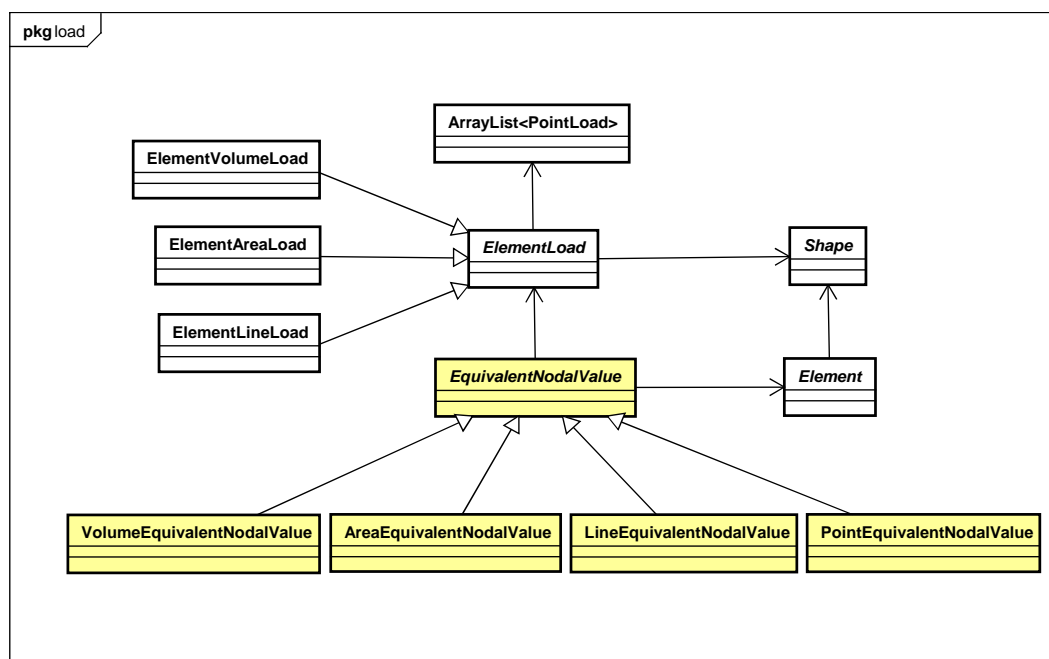 pkg load
ArrayList<PointLoad>
ElementVolumeLoad
ElementAreaLoad
ElementLoad
Shape
ElementLineLoad
EquivalentNodalValue
Element
VolumeEquivalentNodalValue
AreaEquivalentNodalValue
LineEquivalentNodalValue
PointEquivalentNodalValue